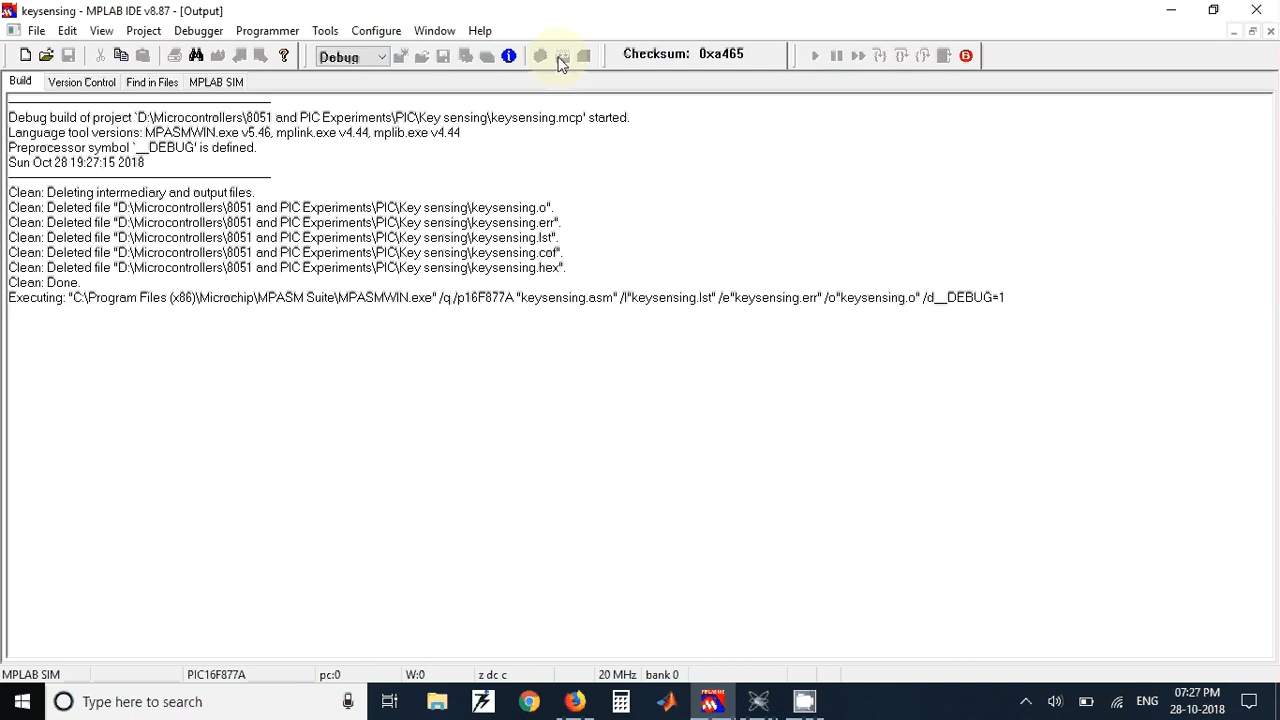 keysensing - MPLAB IDE v8.87 - [Output]
File Edit View Project Debugger Programmer Tools Configure Window Help
Debug Checksum: 0xa465
Build Version Control Find in Files MPLAB SIM
Debug build of project `D:\Microcontrollers\8051 and PIC Experiments\PIC\Key sensing\keysensing.mcp' started.
Language tool versions: MPASMWIN.exe v5.46, mplink.exe v4.44, mplib.exe v4.44
Preprocessor symbol `__DEBUG' is defined.
Sun Oct 28 19:27:15 2018
Clean: Deleting intermediary and output files.
Clean: Deleted file "D:\Microcontrollers\8051 and PIC Experiments\PIC\Key sensing\keysensing.o".
Clean: Deleted file "D:\Microcontrollers\8051 and PIC Experiments\PIC\Key sensing\keysensing.err".
Clean: Deleted file "D:\Microcontrollers\8051 and PIC Experiments\PIC\Key sensing\keysensing.lst".
Clean: Deleted file "D:\Microcontrollers\8051 and PIC Experiments\PIC\Key sensing\keysensing.cof".
Clean: Deleted file "D:\Microcontrollers\8051 and PIC Experiments\PIC\Key sensing\keysensing.hex".
Clean: Done.
Executing: "C:\Program Files (x86)\Microchip\MPASM Suite\MPASMWIN.exe" /q /p16F877A "keysensing.asm" /l"keysensing.lst" /e"keysensing.err" /o"keysensing.o" /d__DEBUG=1
MPLAB SIM PIC16F877A pc:0 W:0 z dc c 20 MHz bank 0
Type here to search ENG 07:27 PM
28-10-2018